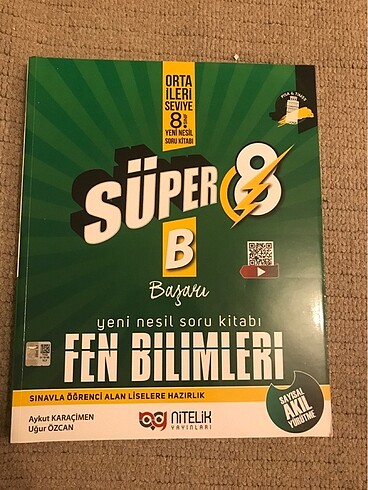 ORTA
İLERİ
SEVİYE
8. SINIF
YENİ NESİL
SORU KİTABI
SÜPER 8
B
Başarı
yeni nesil soru kitabı
FEN BİLİMLERİ
SINAVLA ÖĞRENCİ ALAN LİSELERE HAZIRLIK
SAYISAL
AKIL
YÜRÜTME
Aykut KARAÇİMEN
Uğur ÖZCAN
NİTELİK
YAYINLARI